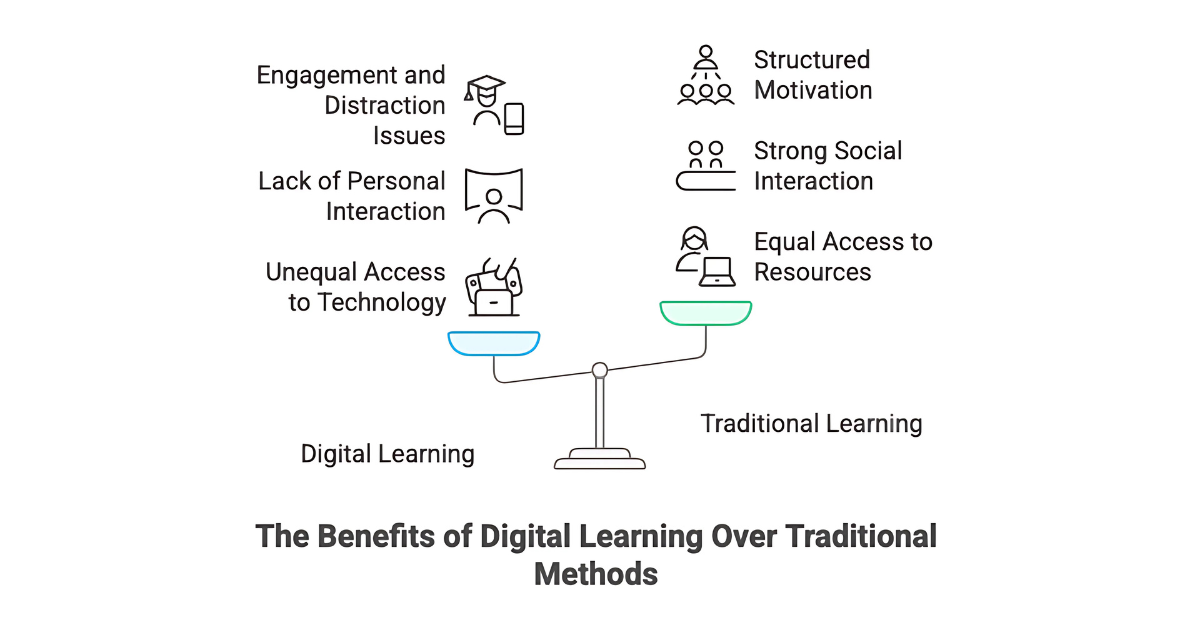 Engagement and
Distraction
Issues
Lack of Personal
Interaction
Unequal Access
to Technology
Structured
Motivation
Strong Social
Interaction
Equal Access to
Resources
Digital Learning
Traditional Learning
The Benefits of Digital Learning Over Traditional
Methods